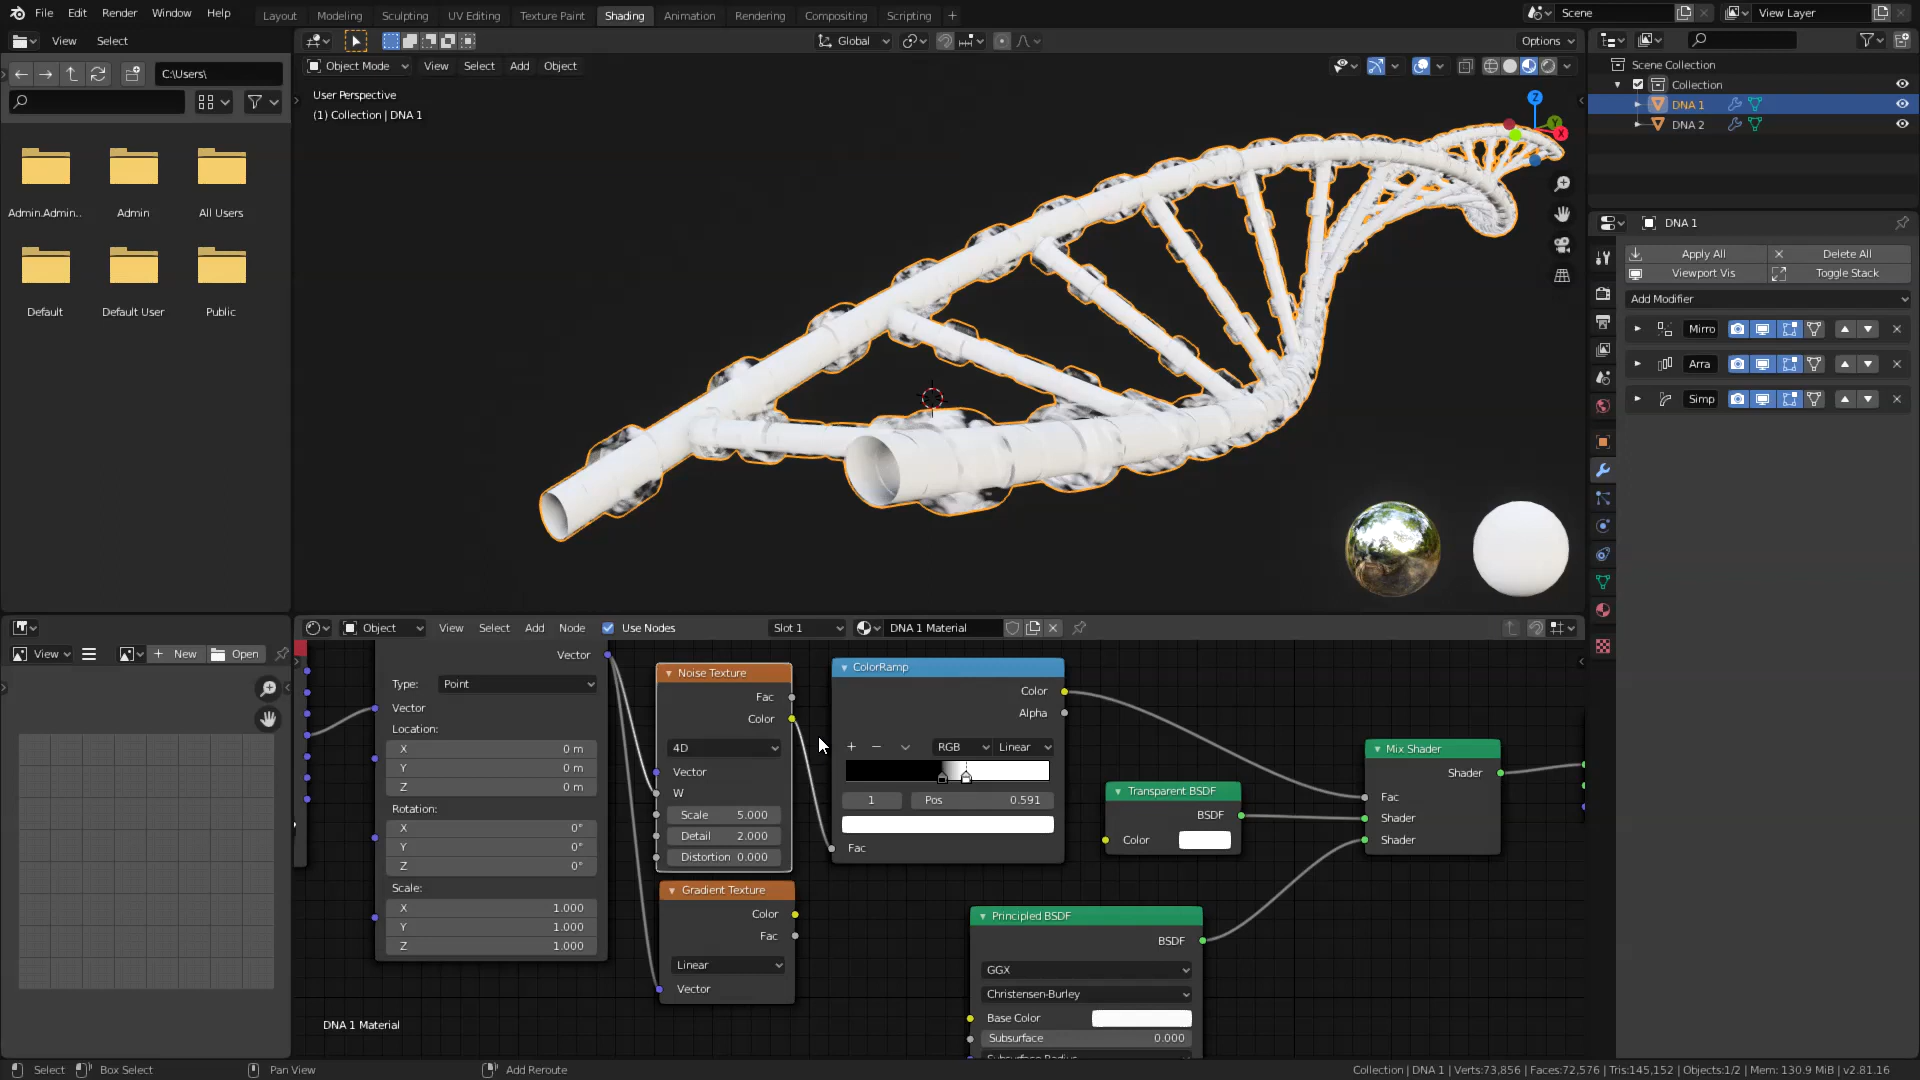 File Edit Render Window Help
Layout Modeling Sculpting UV Editing Texture Paint Shading Animation Rendering Compositing Scripting +
Scene
View Layer
View Select
Global
Options
C:\Users\
Object Mode View Select Add Object
User Perspective
(1) Collection | DNA 1
Z
Y
X
Scene Collection
Collection
DNA 1
DNA 2
Admin.Admin..
Admin
All Users
Default
Default User
Public
DNA 1
Apply All
Delete All
Viewport Vis
Toggle Stack
Add Modifier
Mirro
Arra
Simp
Object View Select Add Node Use Nodes
Slot 1
DNA 1 Material
View
New
Open
Vector
Type: Point
Vector
Location:
X 0 m
Y 0 m
Z 0 m
Rotation:
X 0°
Y 0°
Z 0°
Scale:
X 1.000
Y 1.000
Z 1.000
Noise Texture
Fac
Color
4D
Vector
W
Scale 5.000
Detail 2.000
Distortion 0.000
Gradient Texture
Color
Fac
Linear
Vector
ColorRamp
Color
Alpha
RGB Linear
1 Pos 0.591
Fac
Transparent BSDF
BSDF
Color
Mix Shader
Shader
Fac
Shader
Shader
Principled BSDF
BSDF
GGX
Christensen-Burley
Base Color
Subsurface 0.000
DNA 1 Material
Select
Box Select
Pan View
Add Reroute
Collection | DNA 1 | Verts:73,856 | Faces:72,576 | Tris:145,152 | Objects:1/2 | Mem: 130.9 MiB | v2.81.16